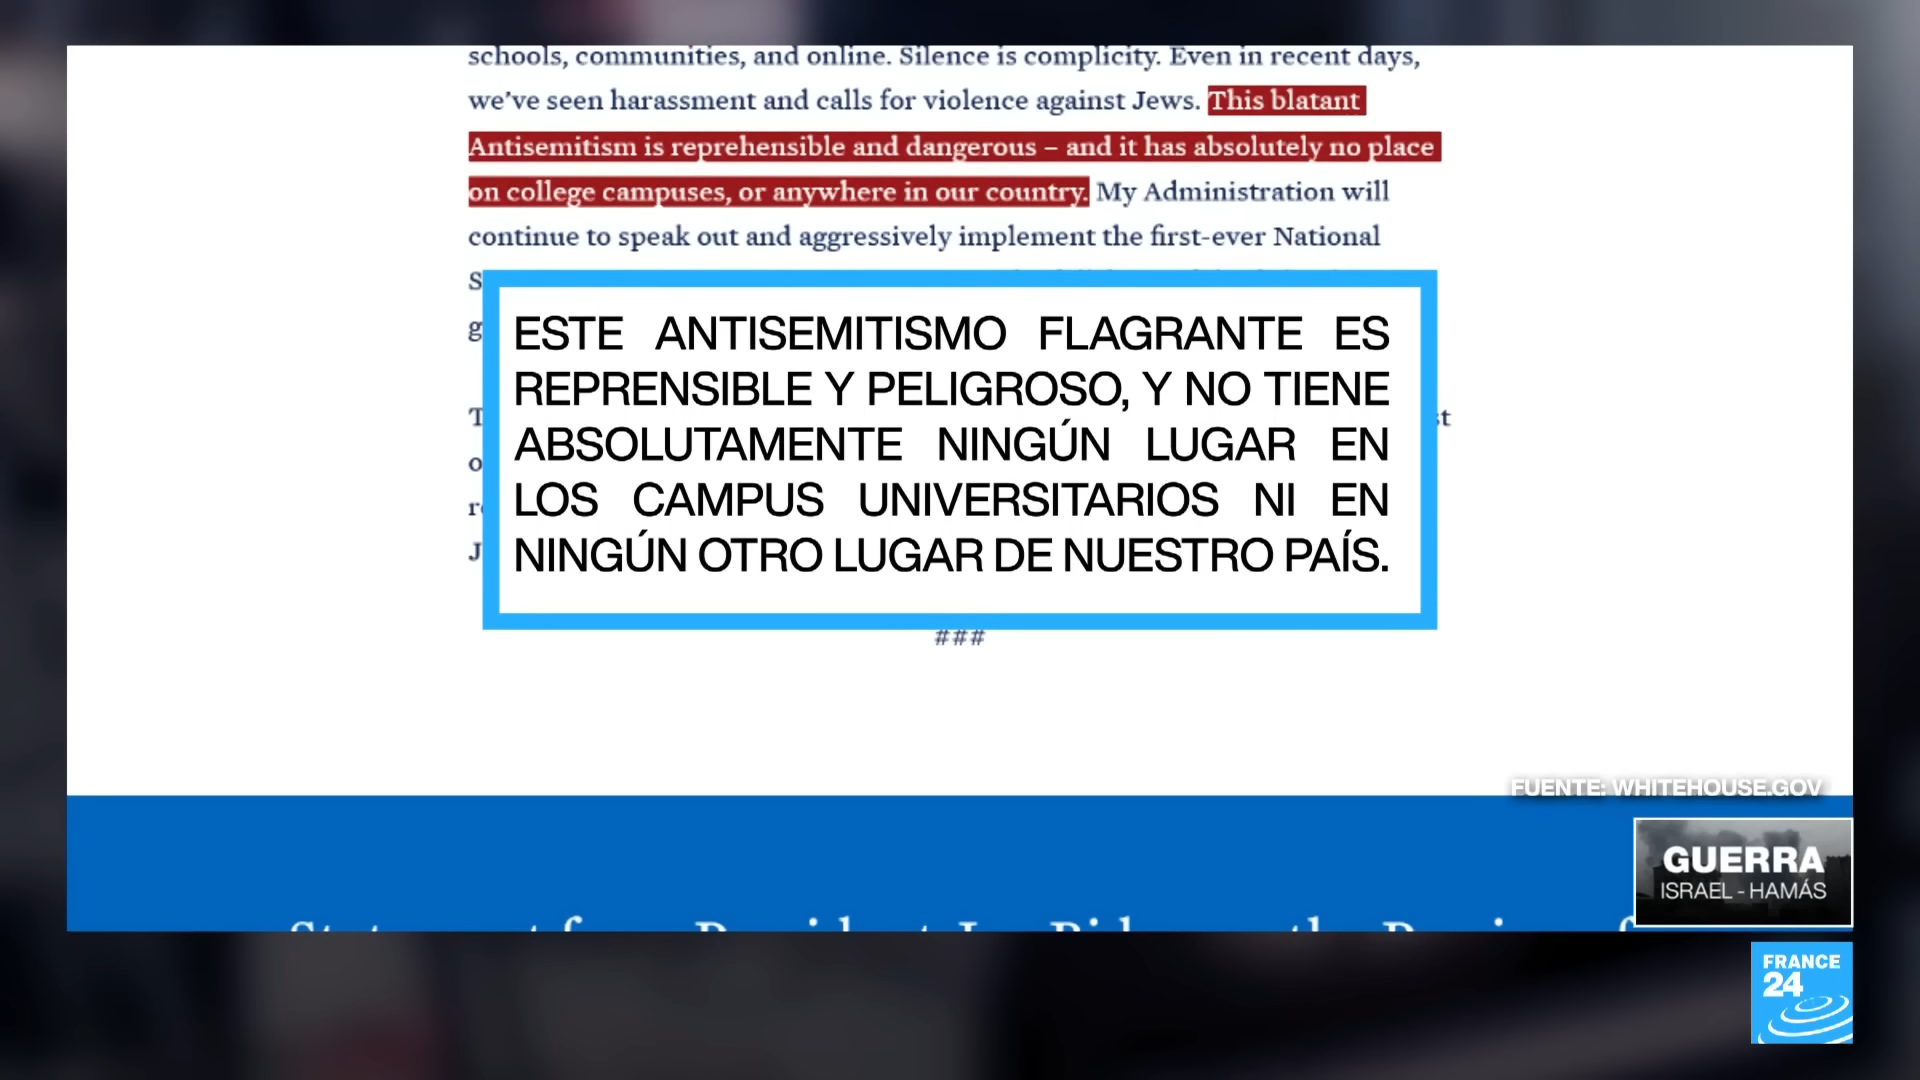 schools, communities, and online. Silence is complicity. Even in recent days,
we've seen harassment and calls for violence against Jews. This blatant
Antisemitism is reprehensible and dangerous – and it has absolutely no place
on college campuses, or anywhere in our country. My Administration will
continue to speak out and aggressively implement the first-ever National
ESTE ANTISEMITISMO FLAGRANTE ES
REPRENSIBLE Y PELIGROSO, Y NO TIENE
ABSOLUTAMENTE NINGÚN LUGAR EN
LOS CAMPUS UNIVERSITARIOS NI EN
NINGÚN OTRO LUGAR DE NUESTRO PAÍS.
###
FUENTE: WHITEHOUSE.GOV
GUERRA
ISRAEL - HAMÁS
FRANCE
24